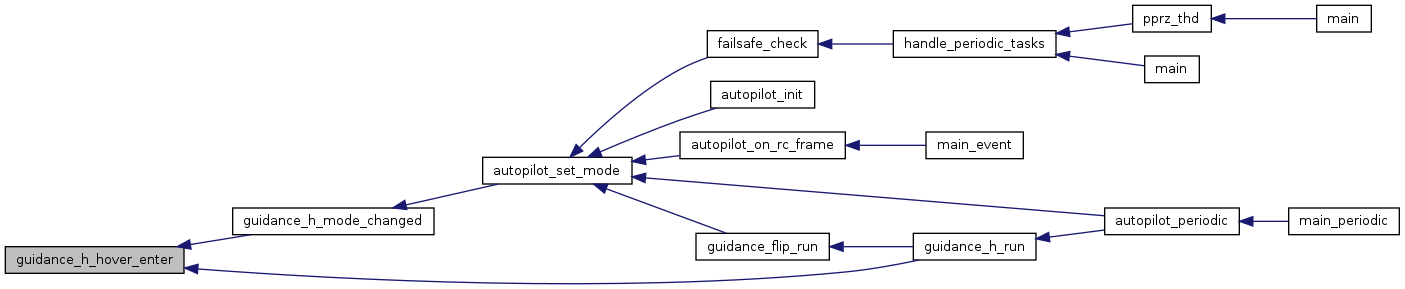 pprz_thd
main
failsafe_check
handle_periodic_tasks
main
autopilot_init
autopilot_on_rc_frame
main_event
autopilot_set_mode
guidance_h_mode_changed
autopilot_periodic
main_periodic
guidance_flip_run
guidance_h_run
guidance_h_hover_enter